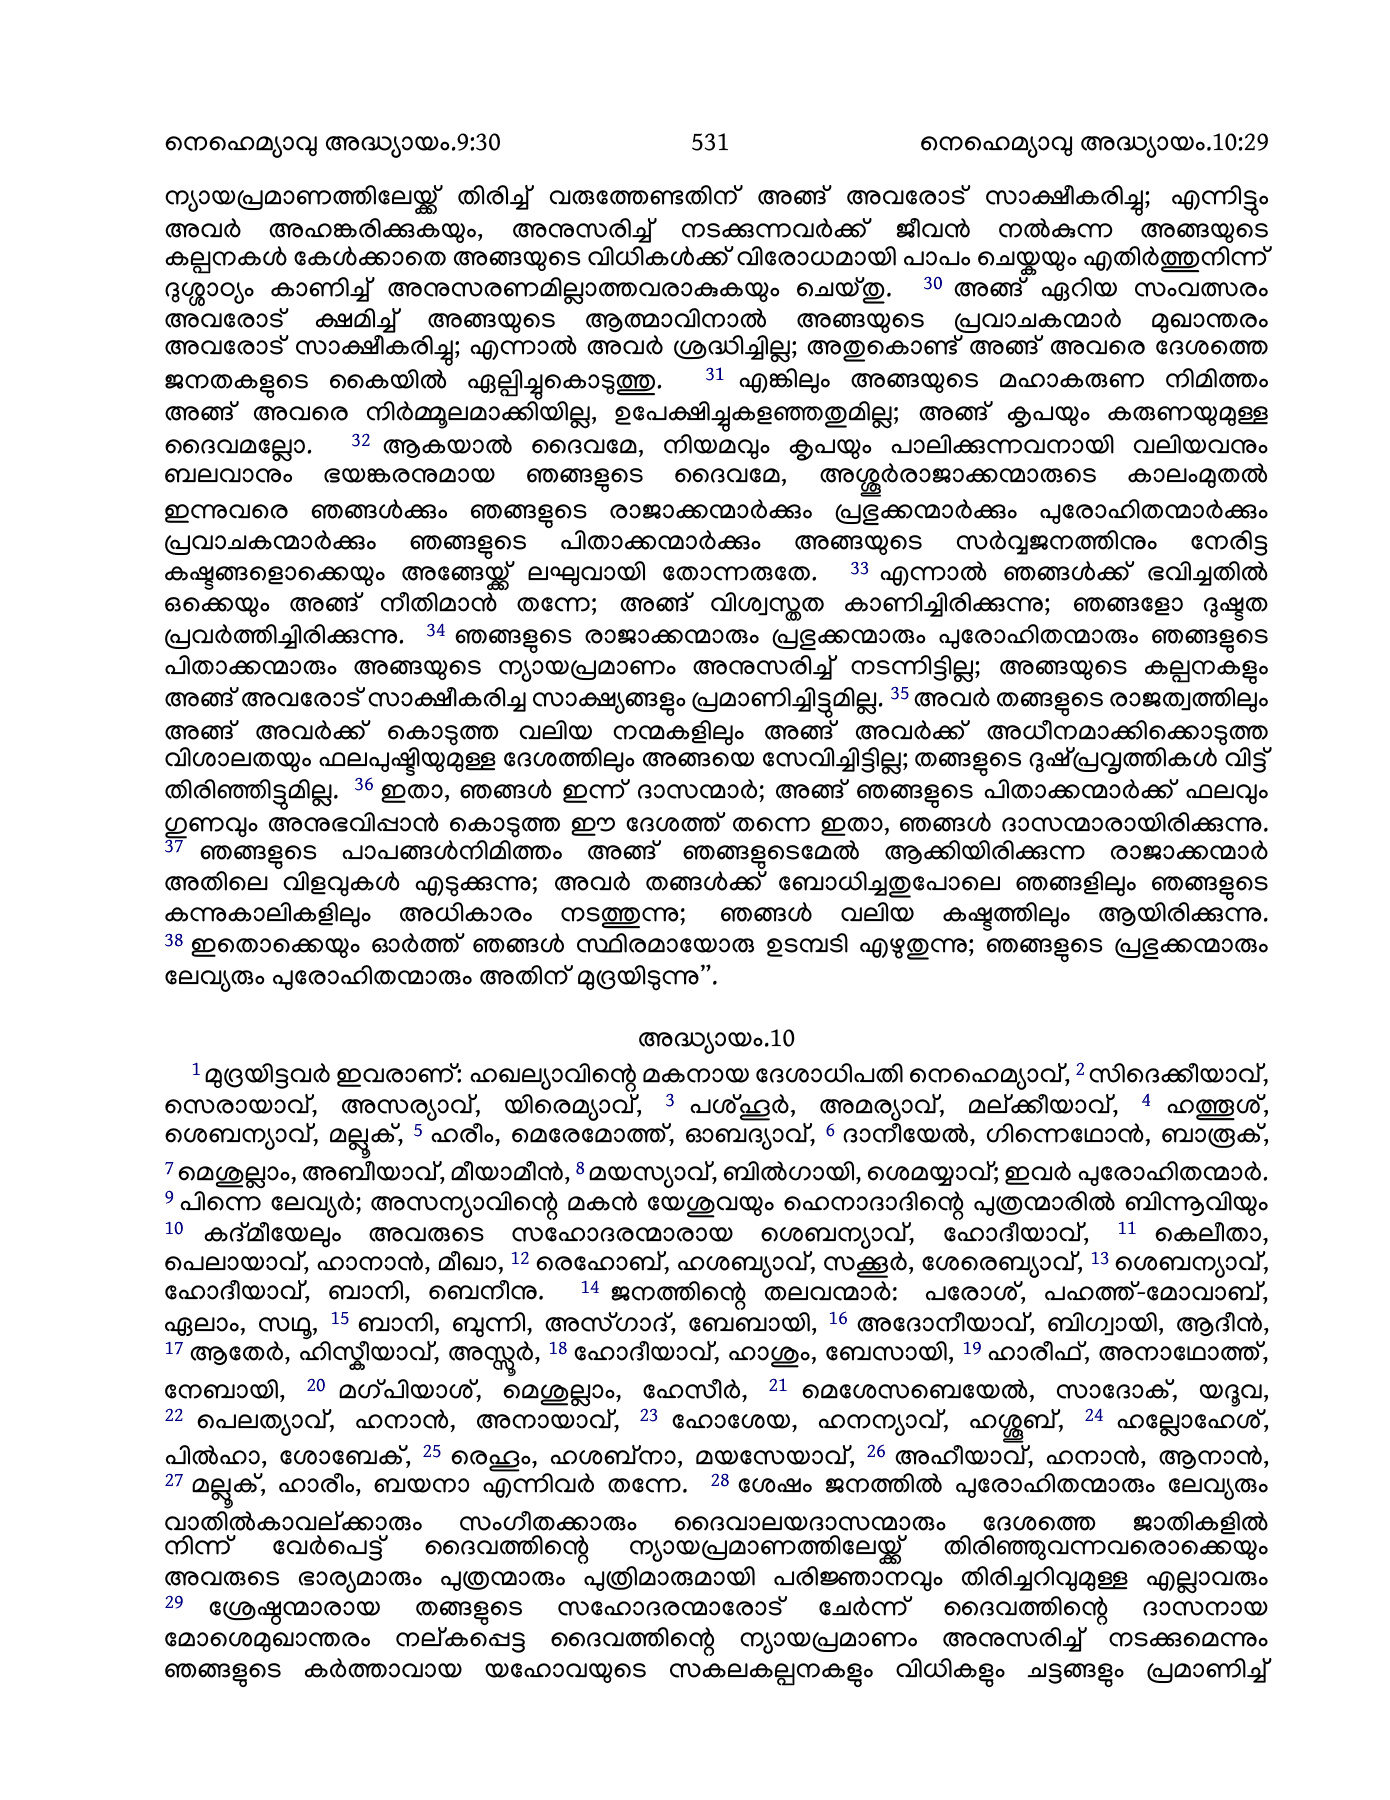 നെഹെമ്യാവു അദ്ധ്യായം.9:30 531 നെഹെമ്യാവു അദ്ധ്യായം.10:29
ന്യായപ്രമാണത്തിലേയ്ക്ക് തിരിച്ച് വരുത്തേണ്ടതിന് അങ്ങ് അവരോട് സാക്ഷീകരിച്ചു; എന്നിട്ടും
അവർ അഹങ്കരിക്കുകയും, അനുസരിച്ച് നടക്കുന്നവർക്ക് ജീവൻ നൽകുന്ന അങ്ങയുടെ
കല്പനകൾ കേൾക്കാതെ അങ്ങയുടെ വിധികൾക്ക് വിരോധമായി പാപം ചെയ്കയും എതിർത്തുനിന്ന്
ദുശ്ശാഠ്യം കാണിച്ച് അനുസരണമില്ലാത്തവരാകുകയും ചെയ്തു. 30 അങ്ങ് ഏറിയ സംവത്സരം
അവരോട് ക്ഷമിച്ച് അങ്ങയുടെ ആത്മാവിനാൽ അങ്ങയുടെ പ്രവാചകന്മാർ മുഖാന്തരം
അവരോട് സാക്ഷീകരിച്ചു; എന്നാൽ അവർ ശ്രദ്ധിച്ചില്ല; അതുകൊണ്ട് അങ്ങ് അവരെ ദേശത്തെ
ജനതകളുടെ കൈയിൽ ഏല്പിച്ചുകൊടുത്തു. 31 എങ്കിലും അങ്ങയുടെ മഹാകരുണ നിമിത്തം
അങ്ങ് അവരെ നിർമ്മൂലമാക്കിയില്ല, ഉപേക്ഷിച്ചുകളഞ്ഞതുമില്ല; അങ്ങ് കൃപയും കരുണയുമുള്ള
ദൈവമല്ലോ. 32 ആകയാൽ ദൈവമേ, നിയമവും കൃപയും പാലിക്കുന്നവനായി വലിയവനും
ബലവാനും ഭയങ്കരനുമായ ഞങ്ങളുടെ ദൈവമേ, അശ്ശൂർരാജാക്കന്മാരുടെ കാലംമുതൽ
ഇന്നുവരെ ഞങ്ങൾക്കും ഞങ്ങളുടെ രാജാക്കന്മാർക്കും പ്രഭുക്കന്മാർക്കും പുരോഹിതന്മാർക്കും
പ്രവാചകന്മാർക്കും ഞങ്ങളുടെ പിതാക്കന്മാർക്കും അങ്ങയുടെ സർവ്വജനത്തിനും നേരിട്ട
കഷ്ടങ്ങളൊക്കെയും അങ്ങേയ്ക്ക് ലഘുവായി തോന്നരുതേ. 33 എന്നാൽ ഞങ്ങൾക്ക് ഭവിച്ചതിൽ
ഒക്കെയും അങ്ങ് നീതിമാൻ തന്നേ; അങ്ങ് വിശ്വസ്തത കാണിച്ചിരിക്കുന്നു; ഞങ്ങളോ ദുഷ്ടത
പ്രവർത്തിച്ചിരിക്കുന്നു. 34 ഞങ്ങളുടെ രാജാക്കന്മാരും പ്രഭുക്കന്മാരും പുരോഹിതന്മാരും ഞങ്ങളുടെ
പിതാക്കന്മാരും അങ്ങയുടെ ന്യായപ്രമാണം അനുസരിച്ച് നടന്നിട്ടില്ല; അങ്ങയുടെ കല്പനകളും
അങ്ങ് അവരോട് സാക്ഷീകരിച്ച സാക്ഷ്യങ്ങളും പ്രമാണിച്ചിട്ടുമില്ല. 35 അവർ തങ്ങളുടെ രാജത്വത്തിലും
അങ്ങ് അവർക്ക് കൊടുത്ത വലിയ നന്മകളിലും അങ്ങ് അവർക്ക് അധീനമാക്കിക്കൊടുത്ത
വിശാലതയും ഫലപുഷ്ടിയുമുള്ള ദേശത്തിലും അങ്ങയെ സേവിച്ചിട്ടില്ല; തങ്ങളുടെ ദുഷ്‌പ്രവൃത്തികൾ വിട്ട്
തിരിഞ്ഞിട്ടുമില്ല. 36 ഇതാ, ഞങ്ങൾ ഇന്ന് ദാസന്മാർ; അങ്ങ് ഞങ്ങളുടെ പിതാക്കന്മാർക്ക് ഫലവും
ഗുണവും അനുഭവിപ്പാൻ കൊടുത്ത ഈ ദേശത്ത് തന്നെ ഇതാ, ഞങ്ങൾ ദാസന്മാരായിരിക്കുന്നു.
37 ഞങ്ങളുടെ പാപങ്ങൾനിമിത്തം അങ്ങ് ഞങ്ങളുടെമേൽ ആക്കിയിരിക്കുന്ന രാജാക്കന്മാർ
അതിലെ വിളവുകൾ എടുക്കുന്നു; അവർ തങ്ങൾക്ക് ബോധിച്ചതുപോലെ ഞങ്ങളിലും ഞങ്ങളുടെ
കന്നുകാലികളിലും അധികാരം നടത്തുന്നു; ഞങ്ങൾ വലിയ കഷ്ടത്തിലും ആയിരിക്കുന്നു.
38 ഇതൊക്കെയും ഓർത്ത് ഞങ്ങൾ സ്ഥിരമായോരു ഉടമ്പടി എഴുതുന്നു; ഞങ്ങളുടെ പ്രഭുക്കന്മാരും
ലേവ്യരും പുരോഹിതന്മാരും അതിന് മുദ്രയിടുന്നു”.
അദ്ധ്യായം.10
1 മുദ്രയിട്ടവർ ഇവരാണ്: ഹഖല്യാവിന്റെ മകനായ ദേശാധിപതി നെഹെമ്യാവ്, 2 സിദെക്കീയാവ്,
സെരായാവ്, അസര്യാവ്, യിരെമ്യാവ്, 3 പശ്ഹൂർ, അമര്യാവ്, മല്ക്കീയാവ്, 4 ഹത്തൂശ്,
ശെബന്യാവ്, മല്ലൂക്, 5 ഹരീം, മെരേമോത്ത്, ഓബദ്യാവ്, 6 ദാനീയേൽ, ഗിന്നെഥോൻ, ബാരൂക്,
7 മെശുല്ലാം, അബീയാവ്, മീയാമീൻ, 8 മയസ്യാവ്, ബിൽഗായി, ശെമയ്യാവ്; ഇവർ പുരോഹിതന്മാർ.
9 പിന്നെ ലേവ്യർ; അസന്യാവിന്റെ മകൻ യേശുവയും ഹെനാദാദിന്റെ പുത്രന്മാരിൽ ബിന്നൂവിയും
10 കദ്മീയേലും അവരുടെ സഹോദരന്മാരായ ശെബന്യാവ്, ഹോദീയാവ്, 11 കെലീതാ,
പെലായാവ്, ഹാനാൻ, മീഖാ, 12 രെഹോബ്, ഹശബ്യാവ്, സക്കൂർ, ശേരെബ്യാവ്, 13 ശെബന്യാവ്,
ഹോദീയാവ്, ബാനി, ബെനീനു. 14 ജനത്തിന്റെ തലവന്മാർ: പരോശ്, പഹത്ത്-മോവാബ്,
ഏലാം, സഥൂ, 15 ബാനി, ബുന്നി, അസ്ഗാദ്, ബേബായി, 16 അദോനീയാവ്, ബിഗ്വായി, ആദീൻ,
17 ആതേർ, ഹിസ്കീയാവ്, അസ്സൂർ, 18 ഹോദീയാവ്, ഹാശും, ബേസായി, 19 ഹാരീഫ്, അനാഥോത്ത്,
നേബായി, 20 മഗ്പിയാശ്, മെശുല്ലാം, ഹേസീർ, 21 മെശേസബെയേൽ, സാദോക്, യദൂവ,
22 പെലത്യാവ്, ഹനാൻ, അനായാവ്, 23 ഹോശേയ, ഹനന്യാവ്, ഹശ്ശൂബ്, 24 ഹല്ലോഹേശ്,
പിൽഹാ, ശോബേക്, 25 രെഹൂം, ഹശബ്നാ, മയസേയാവ്, 26 അഹീയാവ്, ഹനാൻ, ആനാൻ,
27 മല്ലൂക്, ഹാരീം, ബയനാ എന്നിവർ തന്നേ. 28 ശേഷം ജനത്തിൽ പുരോഹിതന്മാരും ലേവ്യരും
വാതിൽകാവല്ക്കാരും സംഗീതക്കാരും ദൈവാലയദാസന്മാരും ദേശത്തെ ജാതികളിൽ
നിന്ന് വേർപെട്ട് ദൈവത്തിന്റെ ന്യായപ്രമാണത്തിലേയ്ക്ക് തിരിഞ്ഞുവന്നവരൊക്കെയും
അവരുടെ ഭാര്യമാരും പുത്രന്മാരും പുത്രിമാരുമായി പരിജ്ഞാനവും തിരിച്ചറിവുമുള്ള എല്ലാവരും
29 ശ്രേഷ്ഠന്മാരായ തങ്ങളുടെ സഹോദരന്മാരോട് ചേർന്ന് ദൈവത്തിന്റെ ദാസനായ
മോശെമുഖാന്തരം നല്കപ്പെട്ട ദൈവത്തിന്റെ ന്യായപ്രമാണം അനുസരിച്ച് നടക്കുമെന്നും
ഞങ്ങളുടെ കർത്താവായ യഹോവയുടെ സകലകല്പനകളും വിധികളും ചട്ടങ്ങളും പ്രമാണിച്ച്